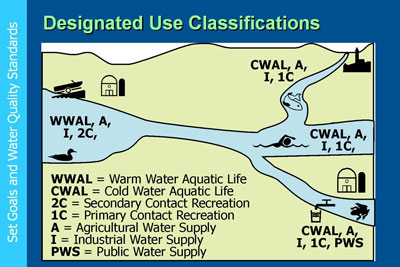 Designated Use Classifications
Set Goals and Water Quality Standards
CWAL, A,
I, 1C
WWAL, A,
I, 2C,
CWAL, A,
I, 1C,
WWAL = Warm Water Aquatic Life
CWAL = Cold Water Aquatic Life
2C = Secondary Contact Recreation
1C = Primary Contact Recreation
A = Agricultural Water Supply
I = Industrial Water Supply
PWS = Public Water Supply
CWAL, A,
I, 1C, PWS